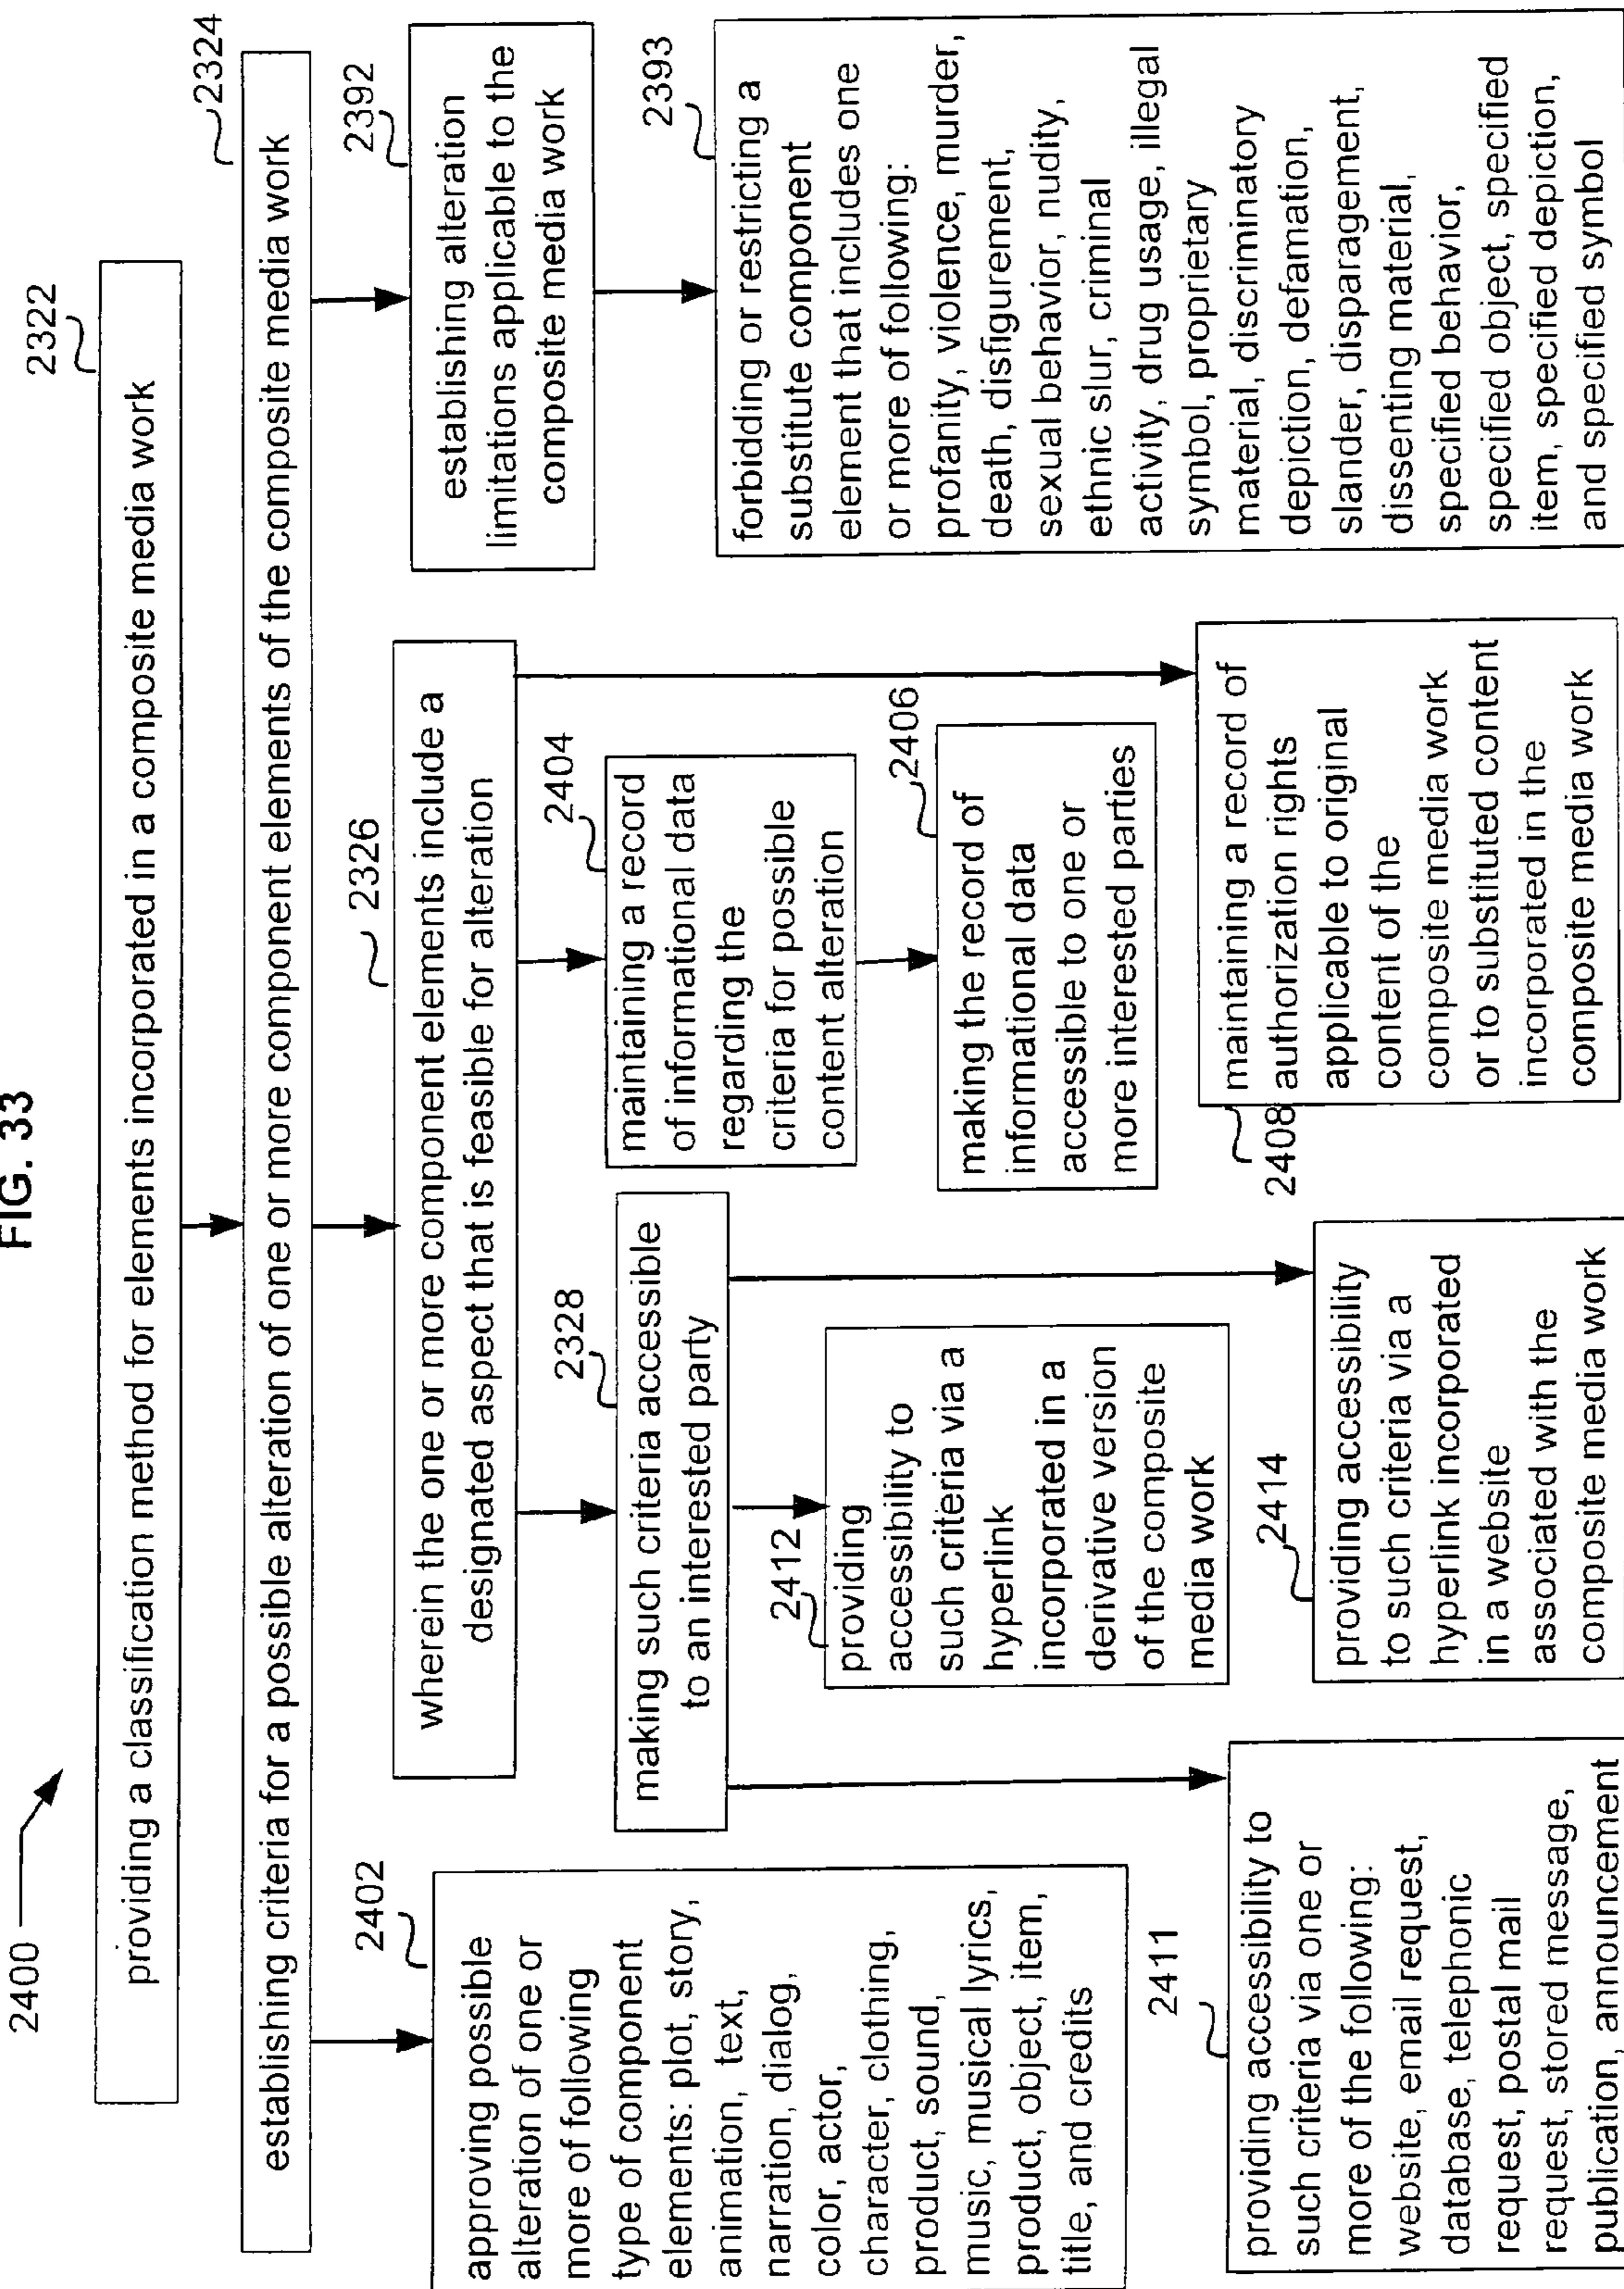 FIG. 33
2400
2322
providing a classification method for elements incorporated in a composite media work
2324
establishing criteria for a possible alteration of one or more component elements of the composite media work
2402
approving possible
alteration of one or
more of following
type of component
elements: plot, story,
animation, text,
narration, dialog,
color, actor,
character, clothing,
product, sound,
music, musical lyrics,
product, object, item,
title, and credits
2326
wherein the one or more component elements include a
designated aspect that is feasible for alteration
2392
establishing alteration
limitations applicable to the
composite media work
2328
making such criteria accessible
to an interested party
2404
maintaining a record
of informational data
regarding the
criteria for possible
content alteration
2393
forbidding or restricting a
substitute component
element that includes one
or more of following:
profanity, violence, murder,
death, disfigurement,
sexual behavior, nudity,
ethnic slur, criminal
activity, drug usage, illegal
symbol, proprietary
material, discriminatory
depiction, defamation,
slander, disparagement,
dissenting material,
specified behavior,
specified object, specified
item, specified depiction,
and specified symbol
2412
providing
accessibility to
such criteria via a
hyperlink
incorporated in a
derivative version
of the composite
media work
2406
making the record of
informational data
accessible to one or
more interested parties
2411
providing accessibility to
such criteria via one or
more of the following:
website, email request,
database, telephonic
request, postal mail
request, stored message,
publication, announcement
2414
providing accessibility
to such criteria via a
hyperlink incorporated
in a website
associated with the
composite media work
2408
maintaining a record of
authorization rights
applicable to original
content of the
composite media work
or to substituted content
incorporated in the
composite media work